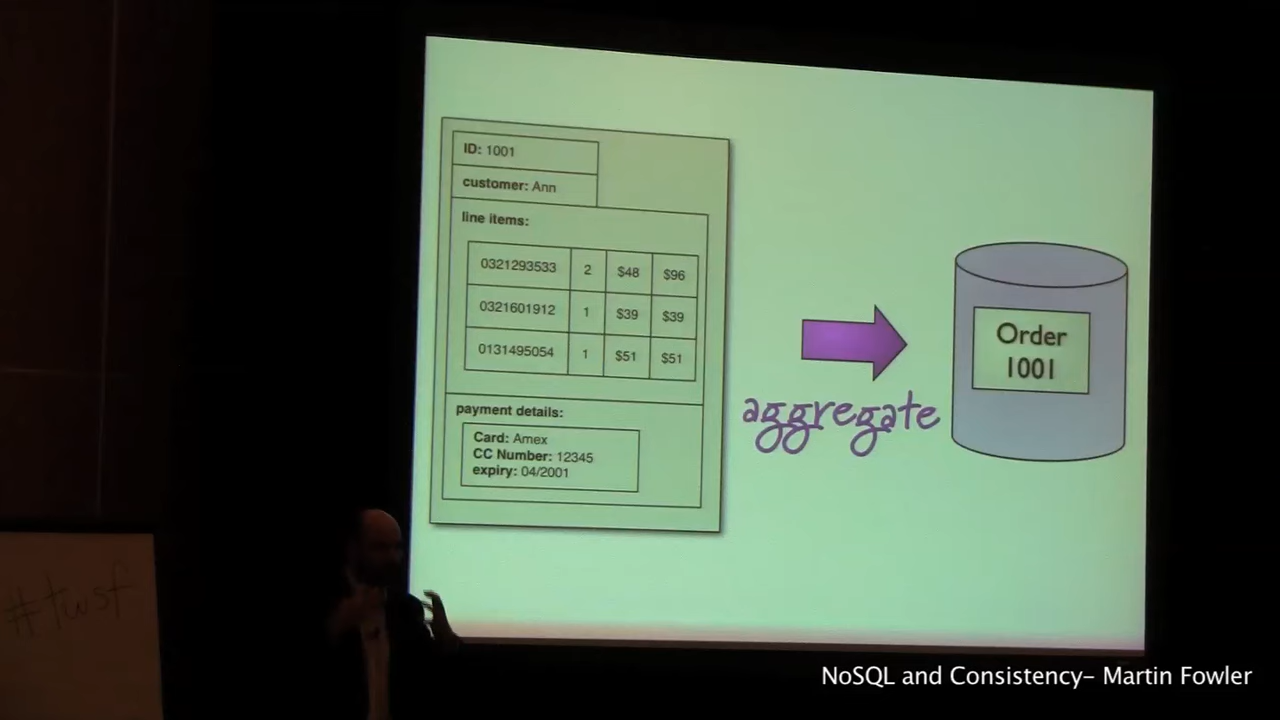 ID: 1001
customer: Ann
line items:
0321293533 2 $48 $96
0321601912 1 $39 $39
0131495054 1 $51 $51
payment details:
Card: Amex
CC Number: 12345
expiry: 04/2001
aggregate
Order
1001
#twst
NoSQL and Consistency- Martin Fowler